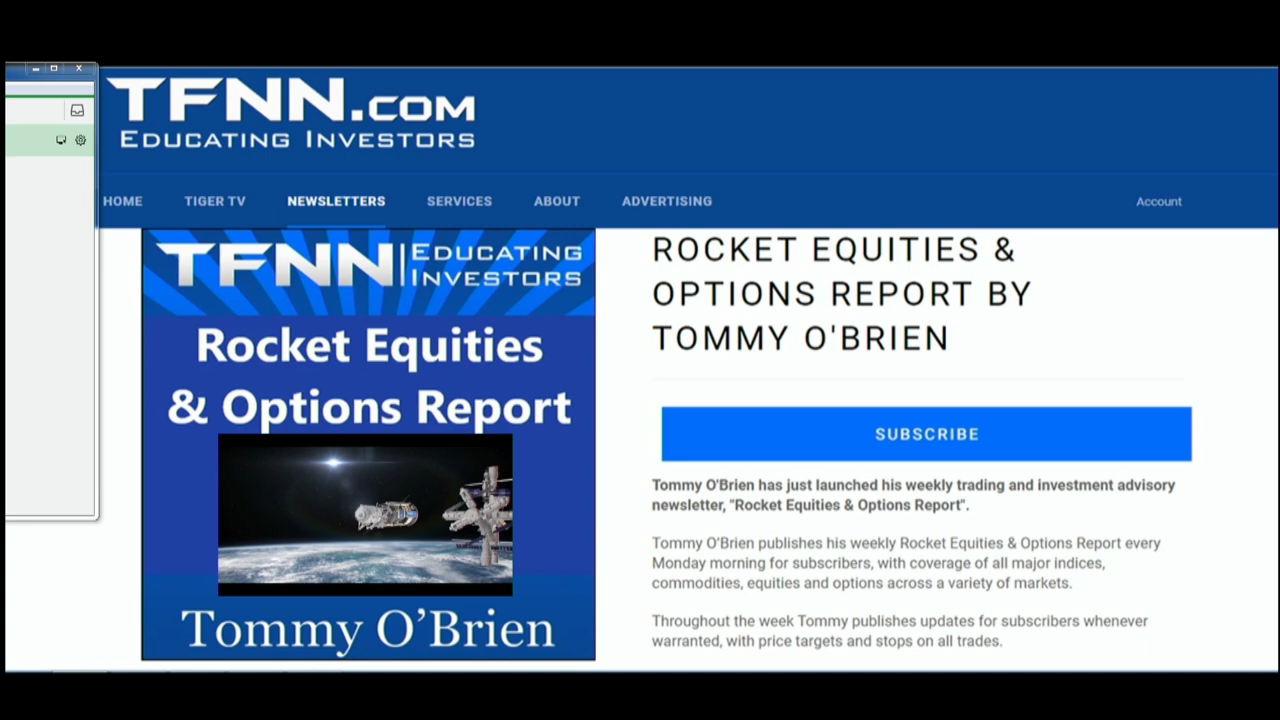 TFNN.COM
EDUCATING INVESTORS
HOME
TIGER TV
NEWSLETTERS
SERVICES
ABOUT
ADVERTISING
Account
TFNN
EDUCATING
INVESTORS
Rocket Equities
& Options Report
Tommy O’Brien
ROCKET EQUITIES &
OPTIONS REPORT BY
TOMMY O'BRIEN
SUBSCRIBE
Tommy O'Brien has just launched his weekly trading and investment advisory
newsletter, "Rocket Equities & Options Report".
Tommy O’Brien publishes his weekly Rocket Equities & Options Report every
Monday morning for subscribers, with coverage of all major indices,
commodities, equities and options across a variety of markets.
Throughout the week Tommy publishes updates for subscribers whenever
warranted, with price targets and stops on all trades.